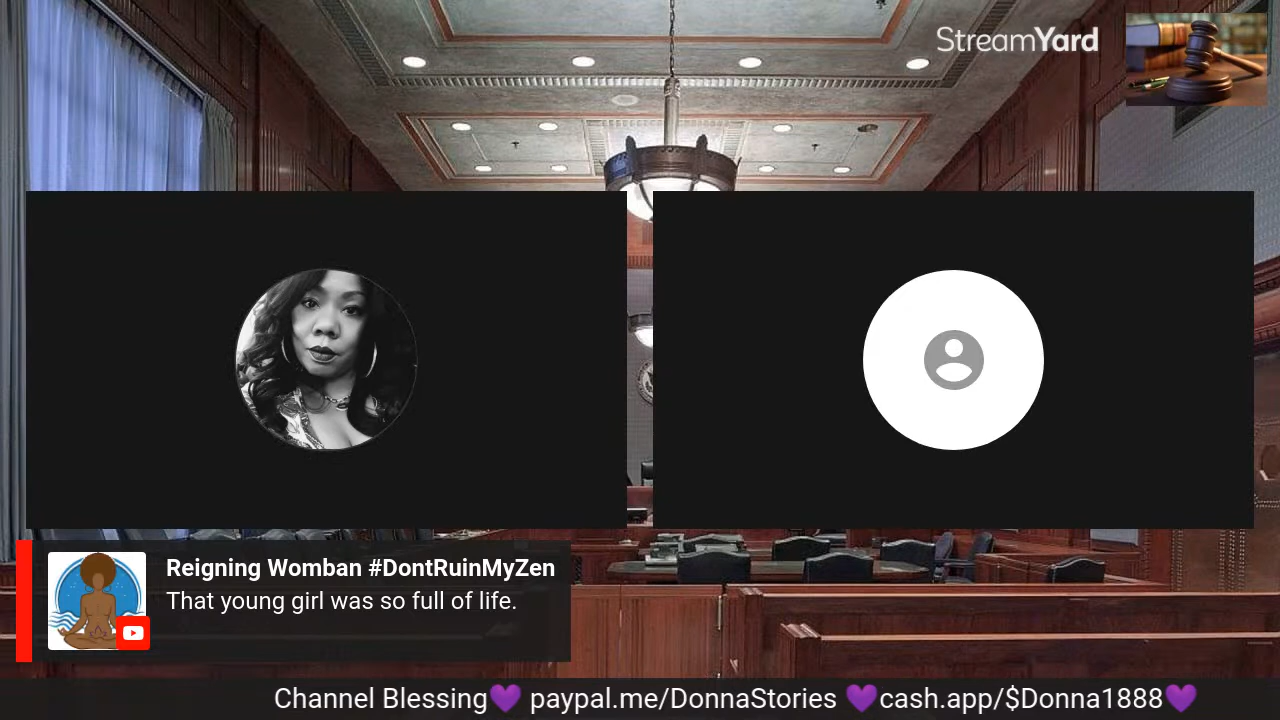 StreamYard
Reigning Womban #DontRuinMyZen
That young girl was so full of life.
Channel Blessing💜 paypal.me/DonnaStories 💜cash.app/$Donna1888💜